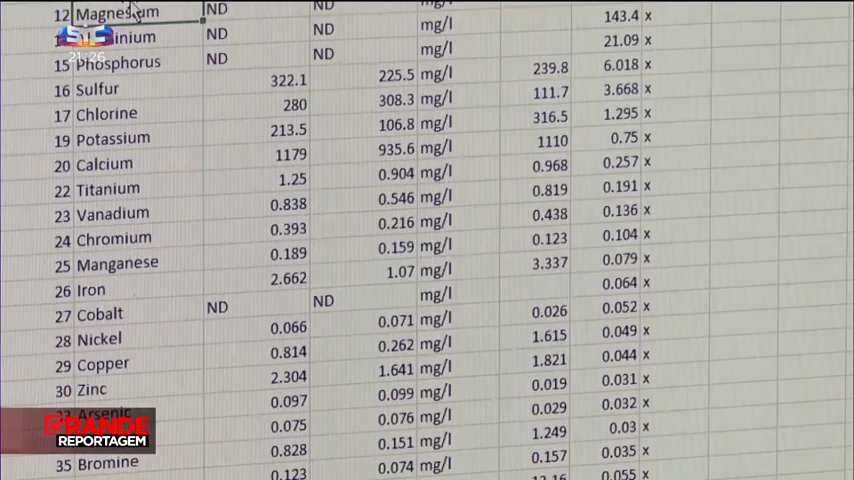 12 Magnesium ND ND
ND ND mg/l 143.4 x
15 Phosphorus ND ND mg/l 21.09 x
16 Sulfur 322.1 225.5 mg/l 239.8 6.018 x
17 Chlorine 280 308.3 mg/l 111.7 3.668 x
19 Potassium 213.5 106.8 mg/l 316.5 1.295 x
20 Calcium 1179 935.6 mg/l 1110 0.75 x
22 Titanium 1.25 0.904 mg/l 0.968 0.257 x
23 Vanadium 0.838 0.546 mg/l 0.819 0.191 x
24 Chromium 0.393 0.216 mg/l 0.438 0.136 x
25 Manganese 0.189 0.159 mg/l 0.123 0.104 x
26 Iron 2.662 1.07 mg/l 3.337 0.079 x
27 Cobalt ND ND mg/l 0.064 x
28 Nickel 0.066 0.071 mg/l 0.026 0.052 x
29 Copper 0.814 0.262 mg/l 1.615 0.049 x
30 Zinc 2.304 1.641 mg/l 1.821 0.044 x
Arsenic 0.097 0.099 mg/l 0.019 0.031 x
0.075 0.076 mg/l 0.029 0.032 x
35 Bromine 0.828 0.151 mg/l 1.249 0.03 x
0.123 0.074 mg/l 0.157 0.035 x
12.16 0.055 x
SIC
21:26
GRANDE
REPORTAGEM